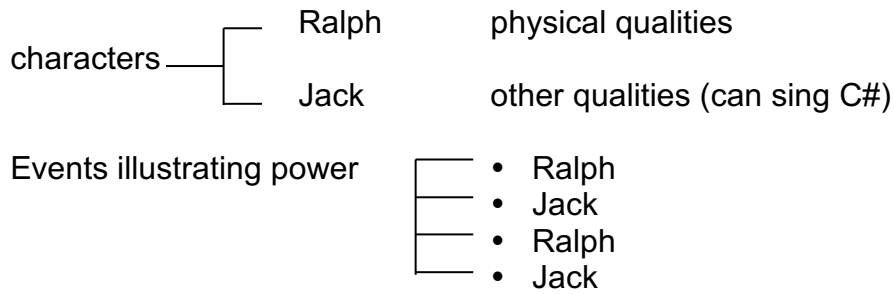 Ralph physical qualities
characters
Jack other qualities (can sing C#)
Events illustrating power • Ralph
• Jack
• Ralph
• Jack